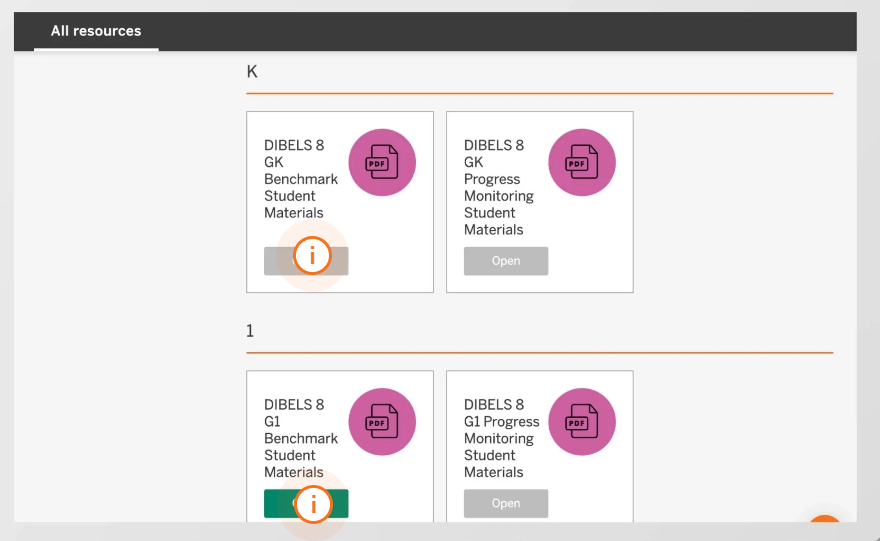 All resources
K
DIBELS 8
GK
Benchmark
Student
Materials
PDF
i
DIBELS 8
GK
Progress
Monitoring
Student
Materials
PDF
Open
1
DIBELS 8
G1
Benchmark
Student
Materials
PDF
i
DIBELS 8
G1 Progress
Monitoring
Student
Materials
PDF
Open